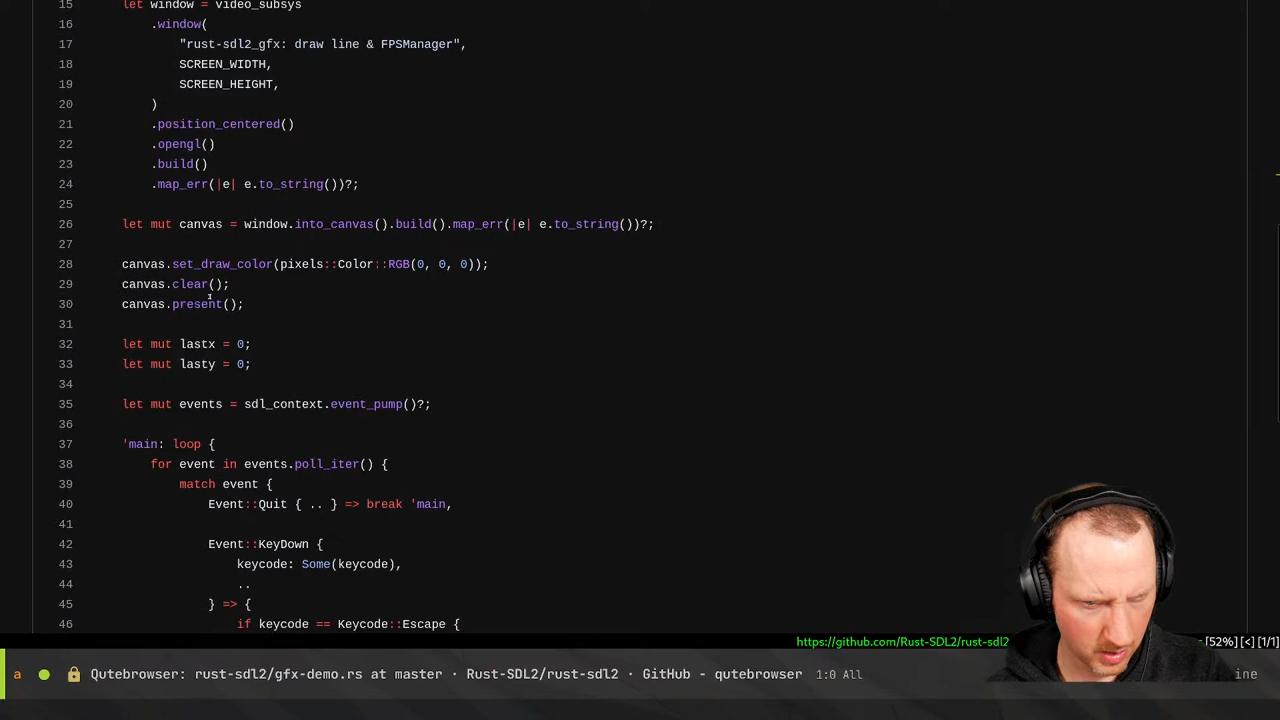 15 let window = video_subsys
16 .window(
17 "rust-sdl2_gfx: draw line & FPSManager",
18 SCREEN_WIDTH,
19 SCREEN_HEIGHT,
20 )
21 .position_centered()
22 .opengl()
23 .build()
24 .map_err(|e| e.to_string())?;
25
26 let mut canvas = window.into_canvas().build().map_err(|e| e.to_string())?;
27
28 canvas.set_draw_color(pixels::Color::RGB(0, 0, 0));
29 canvas.clear();
30 canvas.present();
31
32 let mut lastx = 0;
33 let mut lasty = 0;
34
35 let mut events = sdl_context.event_pump()?;
36
37 'main: loop {
38 for event in events.poll_iter() {
39 match event {
40 Event::Quit { .. } => break 'main,
41
42 Event::KeyDown {
43 keycode: Some(keycode),
44 ..
45 } => {
46 if keycode == Keycode::Escape {
https://github.com/Rust-SDL2/rust-sdl2 [52%][<][1/1]
a Qutebrowser: rust-sdl2/gfx-demo.rs at master · Rust-SDL2/rust-sdl2 · GitHub - qutebrowser 1:0 All ine